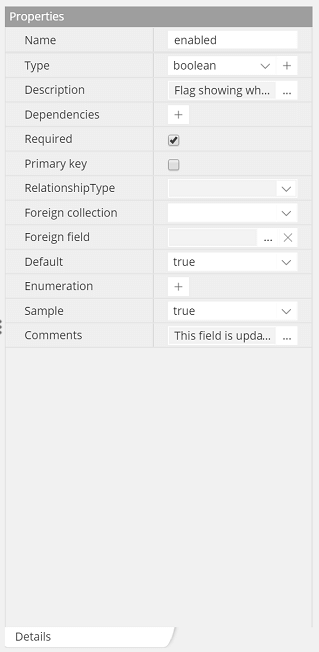 Properties
Name enabled
Type boolean
Description Flag showing wh... ...
Dependencies
Required
Primary key
RelationshipType
Foreign collection
Foreign field ...
Default true
Enumeration
Sample true
Comments This field is upda... ...
Details